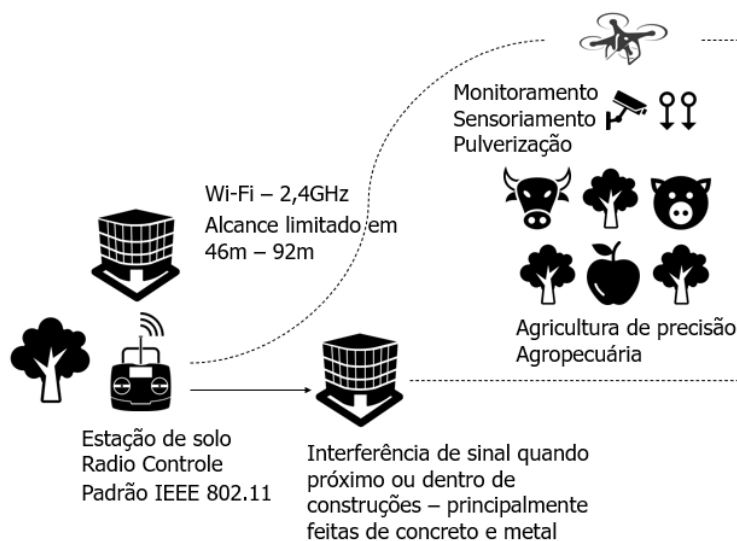 Monitoramento
Sensoriamento
Pulverização
Wi-Fi – 2,4GHz
Alcance limitado em
46m – 92m
Agricultura de precisão
Agropecuária
Estação de solo
Radio Controle
Padrão IEEE 802.11
Interferência de sinal quando
próximo ou dentro de
construções – principalmente
feitas de concreto e metal